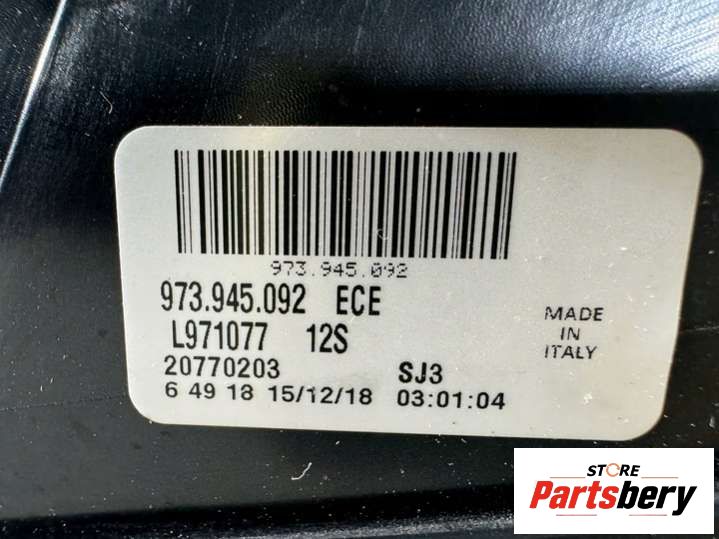 973.945.092
973.945.092 ECE
L971077 12S
20770203 SJ3
6 49 18 15/12/18 03:01:04
MADE
IN
ITALY
STORE
Partsbery